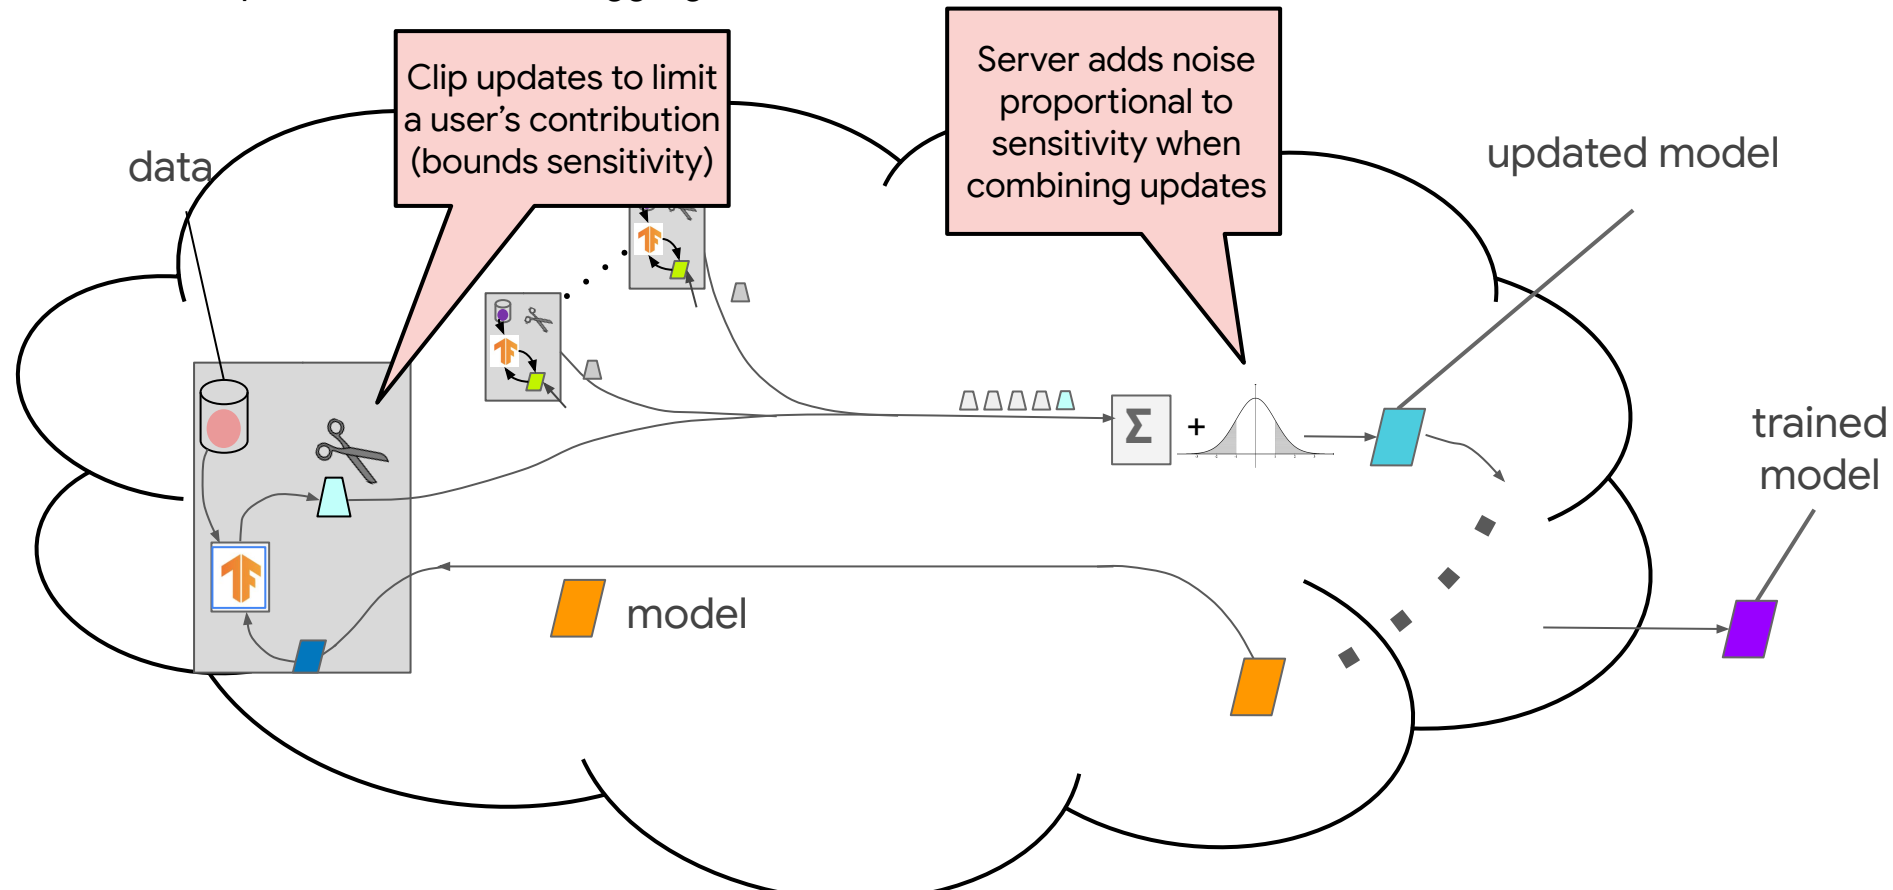 Clip updates to limit
a user's contribution
(bounds sensitivity)
Server adds noise
proportional to
sensitivity when
combining updates
data
updated model
Σ
+
trained
model
model